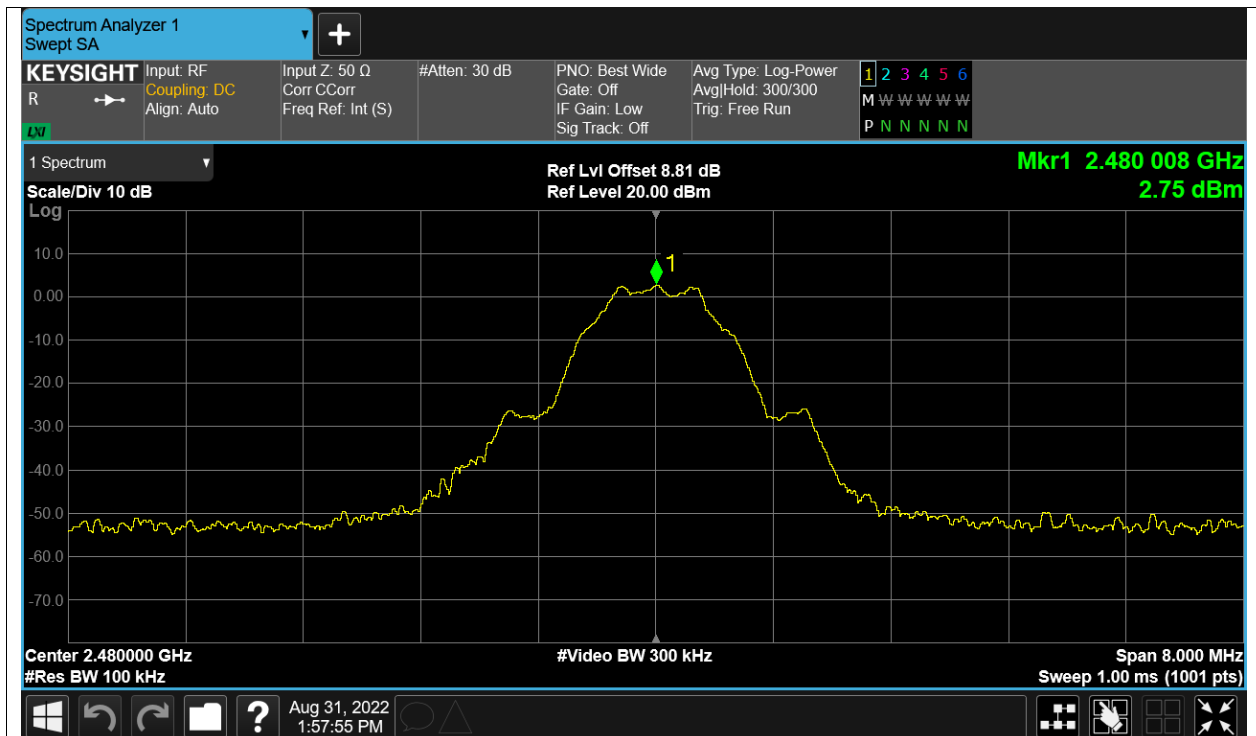 Spectrum Analyzer 1
Swept SA
KEYSIGHT
R
LXI
Input: RF
Coupling: DC
Align: Auto
Input Z: 50 Ω
Corr CCorr
Freq Ref: Int (S)
#Atten: 30 dB
PNO: Best Wide
Gate: Off
IF Gain: Low
Sig Track: Off
Avg Type: Log-Power
Avg|Hold: 300/300
Trig: Free Run
1 2 3 4 5 6
M W W W W W
P N N N N N
1 Spectrum
Scale/Div 10 dB
Ref Lvl Offset 8.81 dB
Ref Level 20.00 dBm
Mkr1 2.480 008 GHz
2.75 dBm
Log
10.0
0.00
-10.0
-20.0
-30.0
-40.0
-50.0
-60.0
-70.0
1
Center 2.480000 GHz
#Res BW 100 kHz
#Video BW 300 kHz
Span 8.000 MHz
Sweep 1.00 ms (1001 pts)
?
Aug 31, 2022
1:57:55 PM